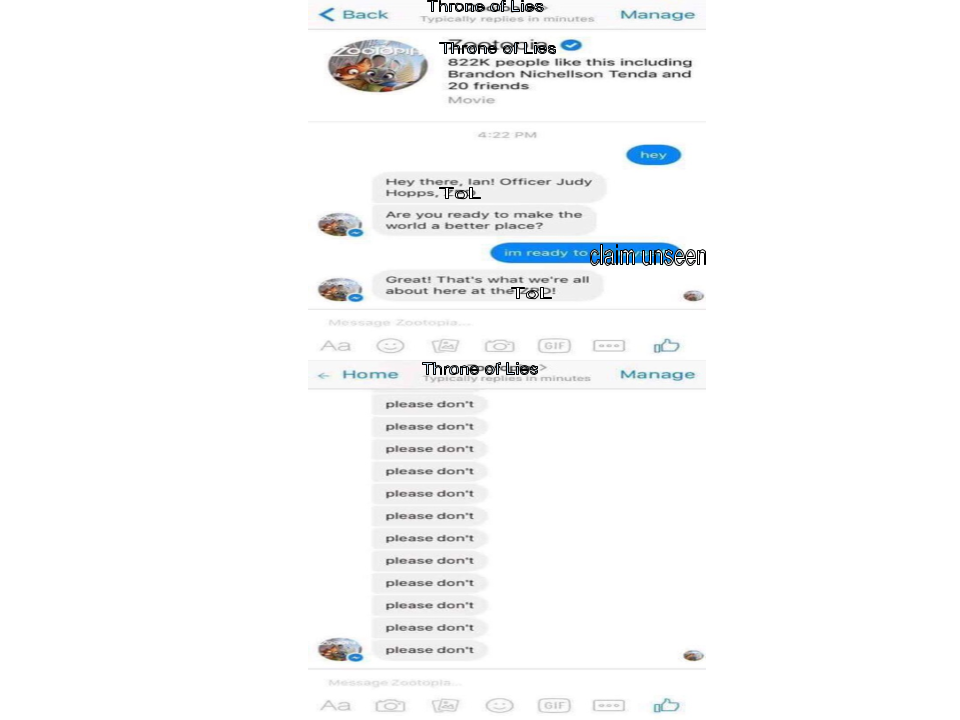 Throne of Lies
Back
Typically replies in minutes
Manage
Zootopia
Throne of Lies
822K people like this including
Brandon Nichellson Tenda and
20 friends
Movie
4:22 PM
hey
Hey there, Ian! Officer Judy
Hopps, ToL
Are you ready to make the
world a better place?
im ready to claim unseen
Great! That's what we're all
about here at the ToL!
Message Zootopia...
Aa
GIF
Home
Throne of Lies
Typically replies in minutes
Manage
please don't
please don't
please don't
please don't
please don't
please don't
please don't
please don't
please don't
please don't
please don't
please don't
Message Zootopia...
Aa
GIF